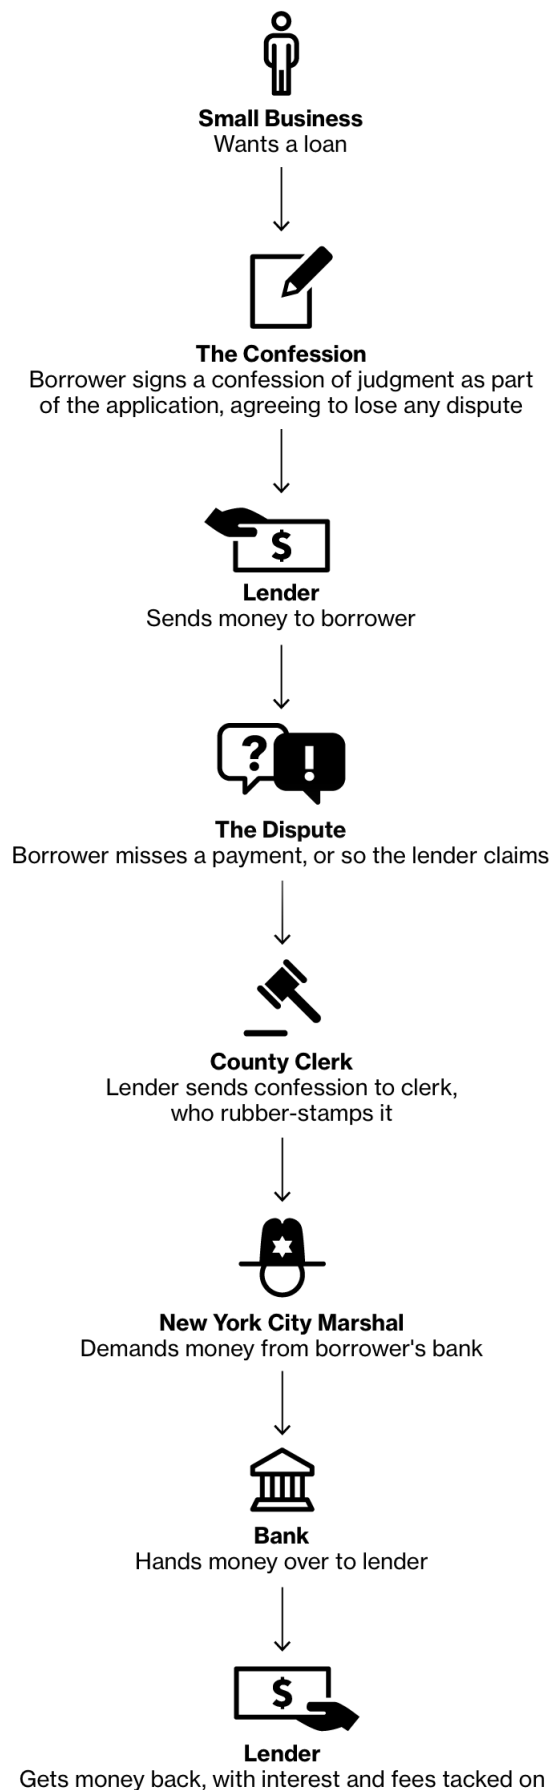 Small Business
Wants a loan
The Confession
Borrower signs a confession of judgment as part
of the application, agreeing to lose any dispute
$
Lender
Sends money to borrower
? !
The Dispute
Borrower misses a payment, or so the lender claims
County Clerk
Lender sends confession to clerk,
who rubber-stamps it
New York City Marshal
Demands money from borrower's bank
Bank
Hands money over to lender
$
Lender
Gets money back, with interest and fees tacked on